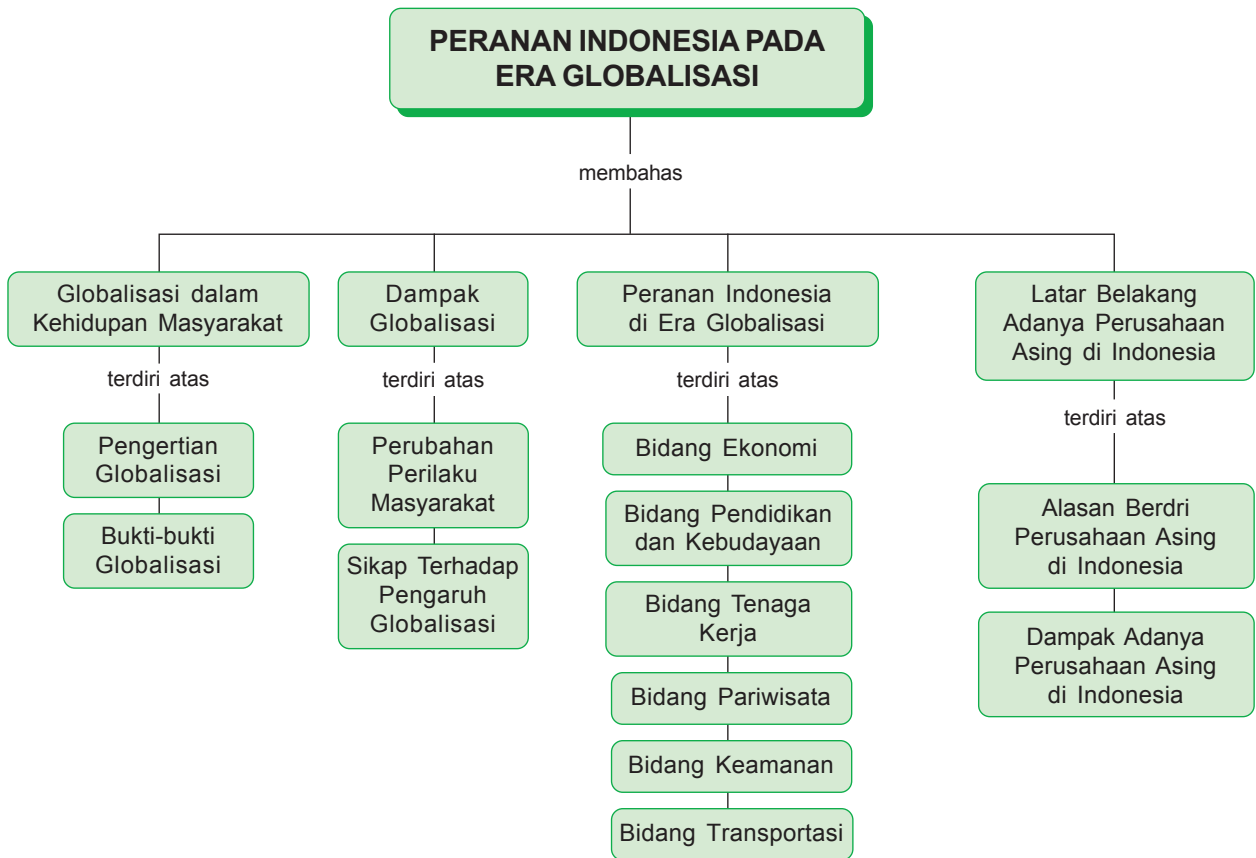 PERANAN INDONESIA PADA
ERA GLOBALISASI
membahas
Globalisasi dalam
Kehidupan Masyarakat
terdiri atas
Pengertian
Globalisasi
Bukti-bukti
Globalisasi
Dampak
Globalisasi
terdiri atas
Perubahan
Perilaku
Masyarakat
Sikap Terhadap
Pengaruh
Globalisasi
Peranan Indonesia
di Era Globalisasi
terdiri atas
Bidang Ekonomi
Bidang Pendidikan
dan Kebudayaan
Bidang Tenaga
Kerja
Bidang Pariwisata
Bidang Keamanan
Bidang Transportasi
Latar Belakang
Adanya Perusahaan
Asing di Indonesia
terdiri atas
Alasan Berdri
Perusahaan Asing
di Indonesia
Dampak Adanya
Perusahaan Asing
di Indonesia